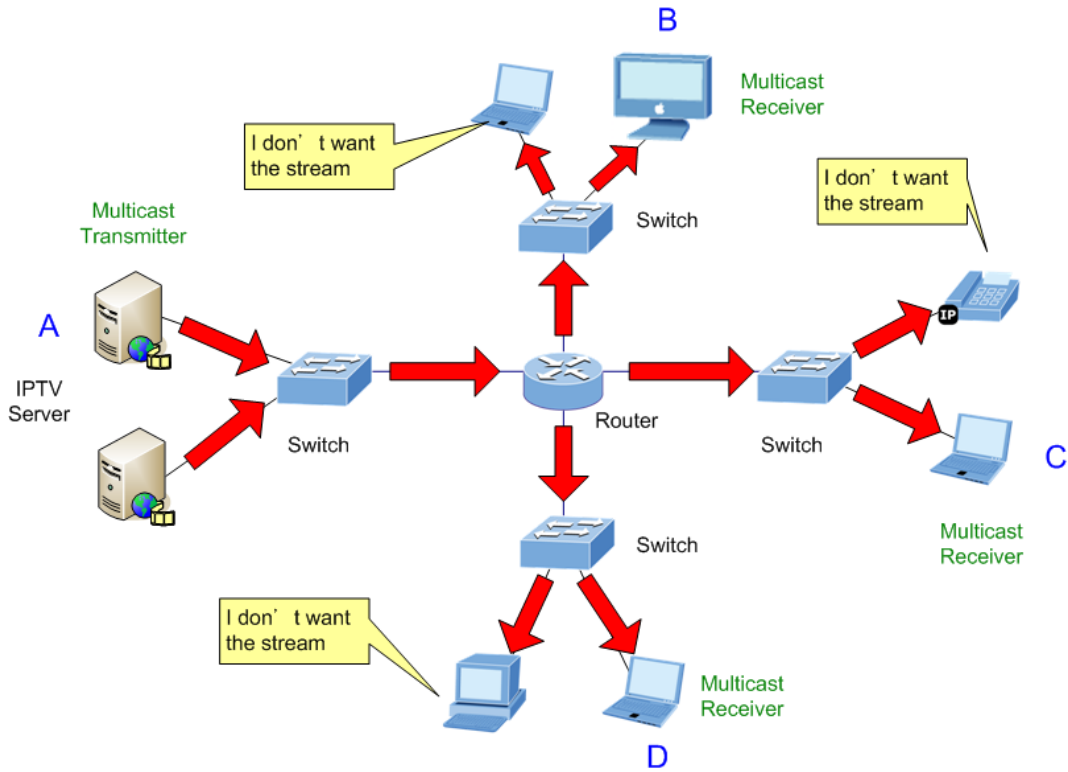 B
Multicast
Receiver
I don’ t want
the stream
I don’ t want
the stream
Switch
Multicast
Transmitter
A
IP
IPTV
Server
Switch
Router
Switch
C
Multicast
Receiver
Switch
I don’ t want
the stream
Multicast
Receiver
D